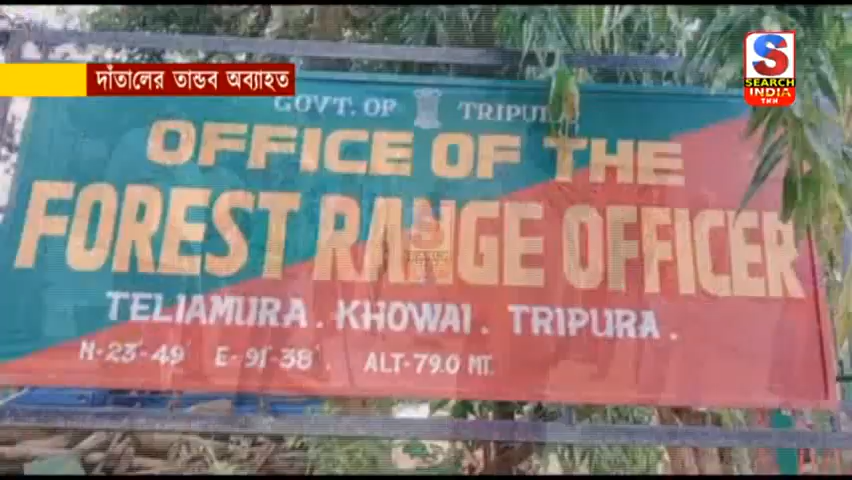 দাঁতালের তান্ডব অব্যাহত
S
SEARCH
INDIA
TNN
GOVT. OF TRIPURA
OFFICE OF THE
FOREST RANGE OFFICER
TELIAMURA. KHOWAI. TRIPURA.
N-23-49' E-91-38'. ALT-79.0 MT.